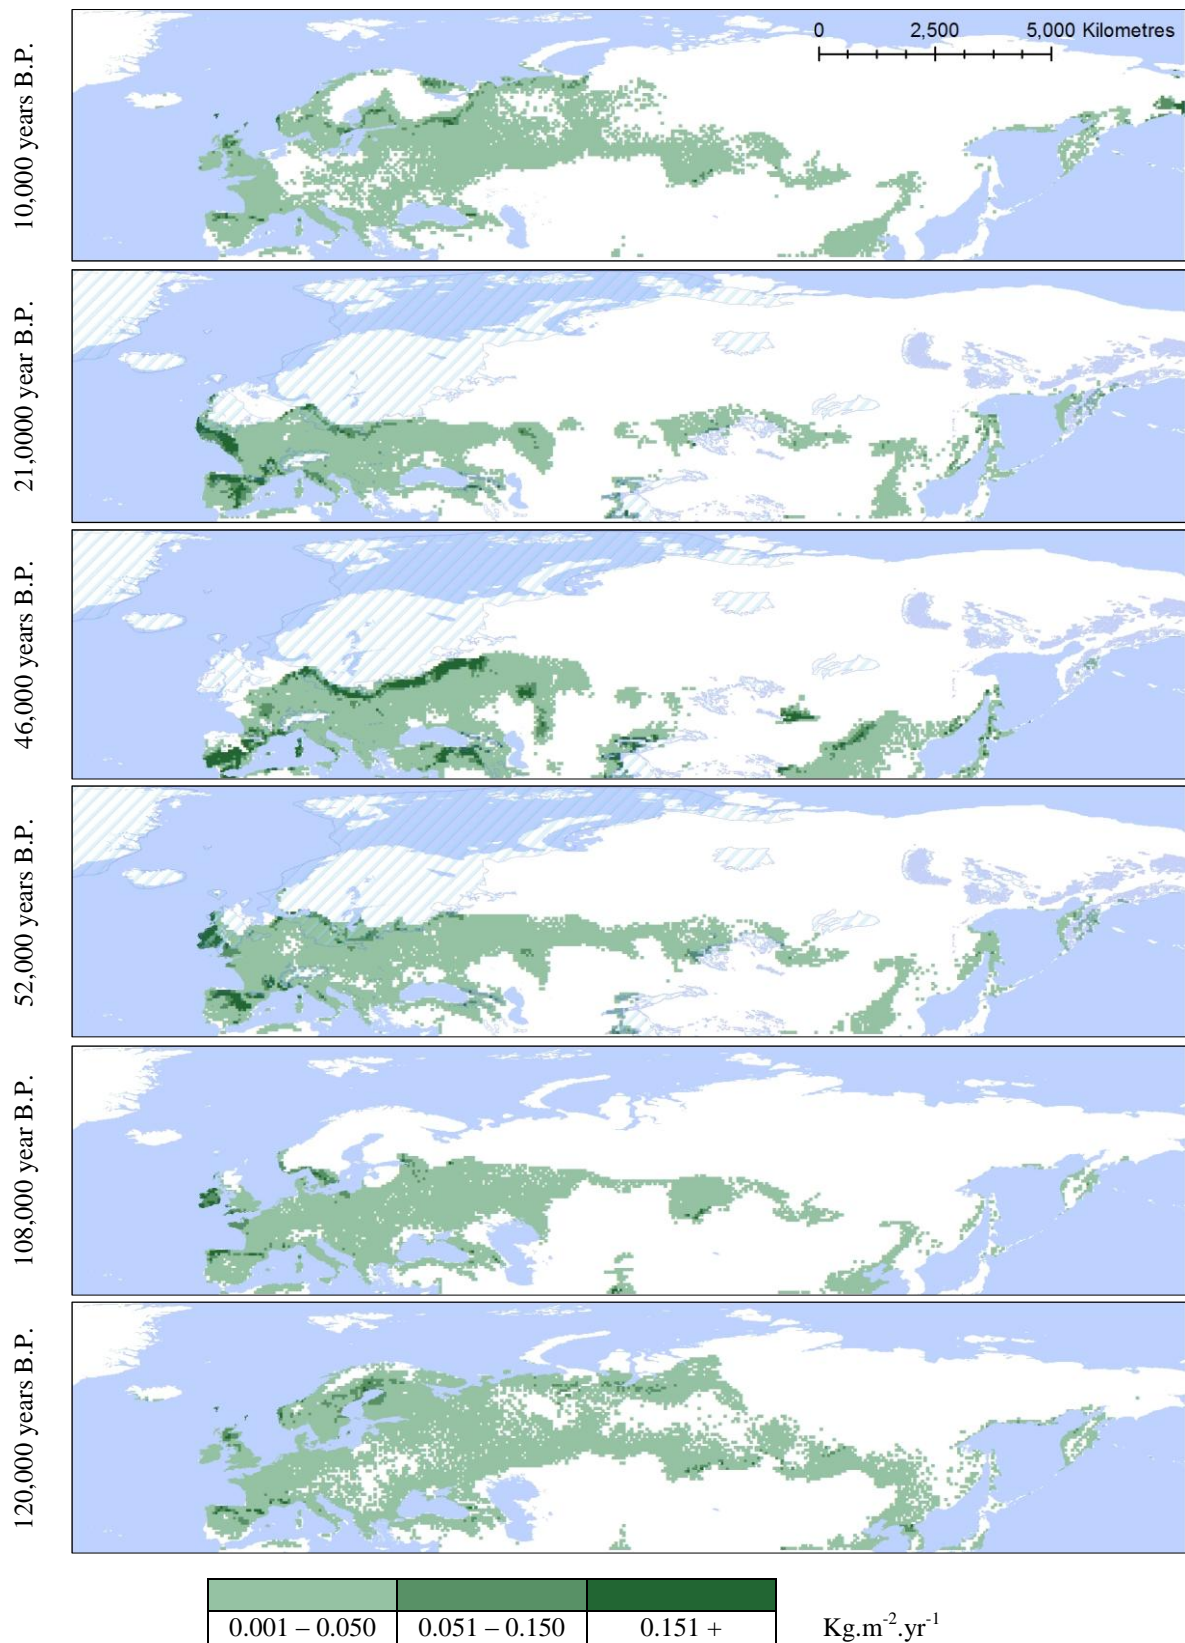 0 2,500 5,000 Kilometres
10,000 years B.P.
21,0000 year B.P.
46,000 years B.P.
52,000 years B.P.
108,000 year B.P.
120,000 years B.P.
0.001 – 0.050 0.051 – 0.150 0.151 + Kg.m-2.yr-1